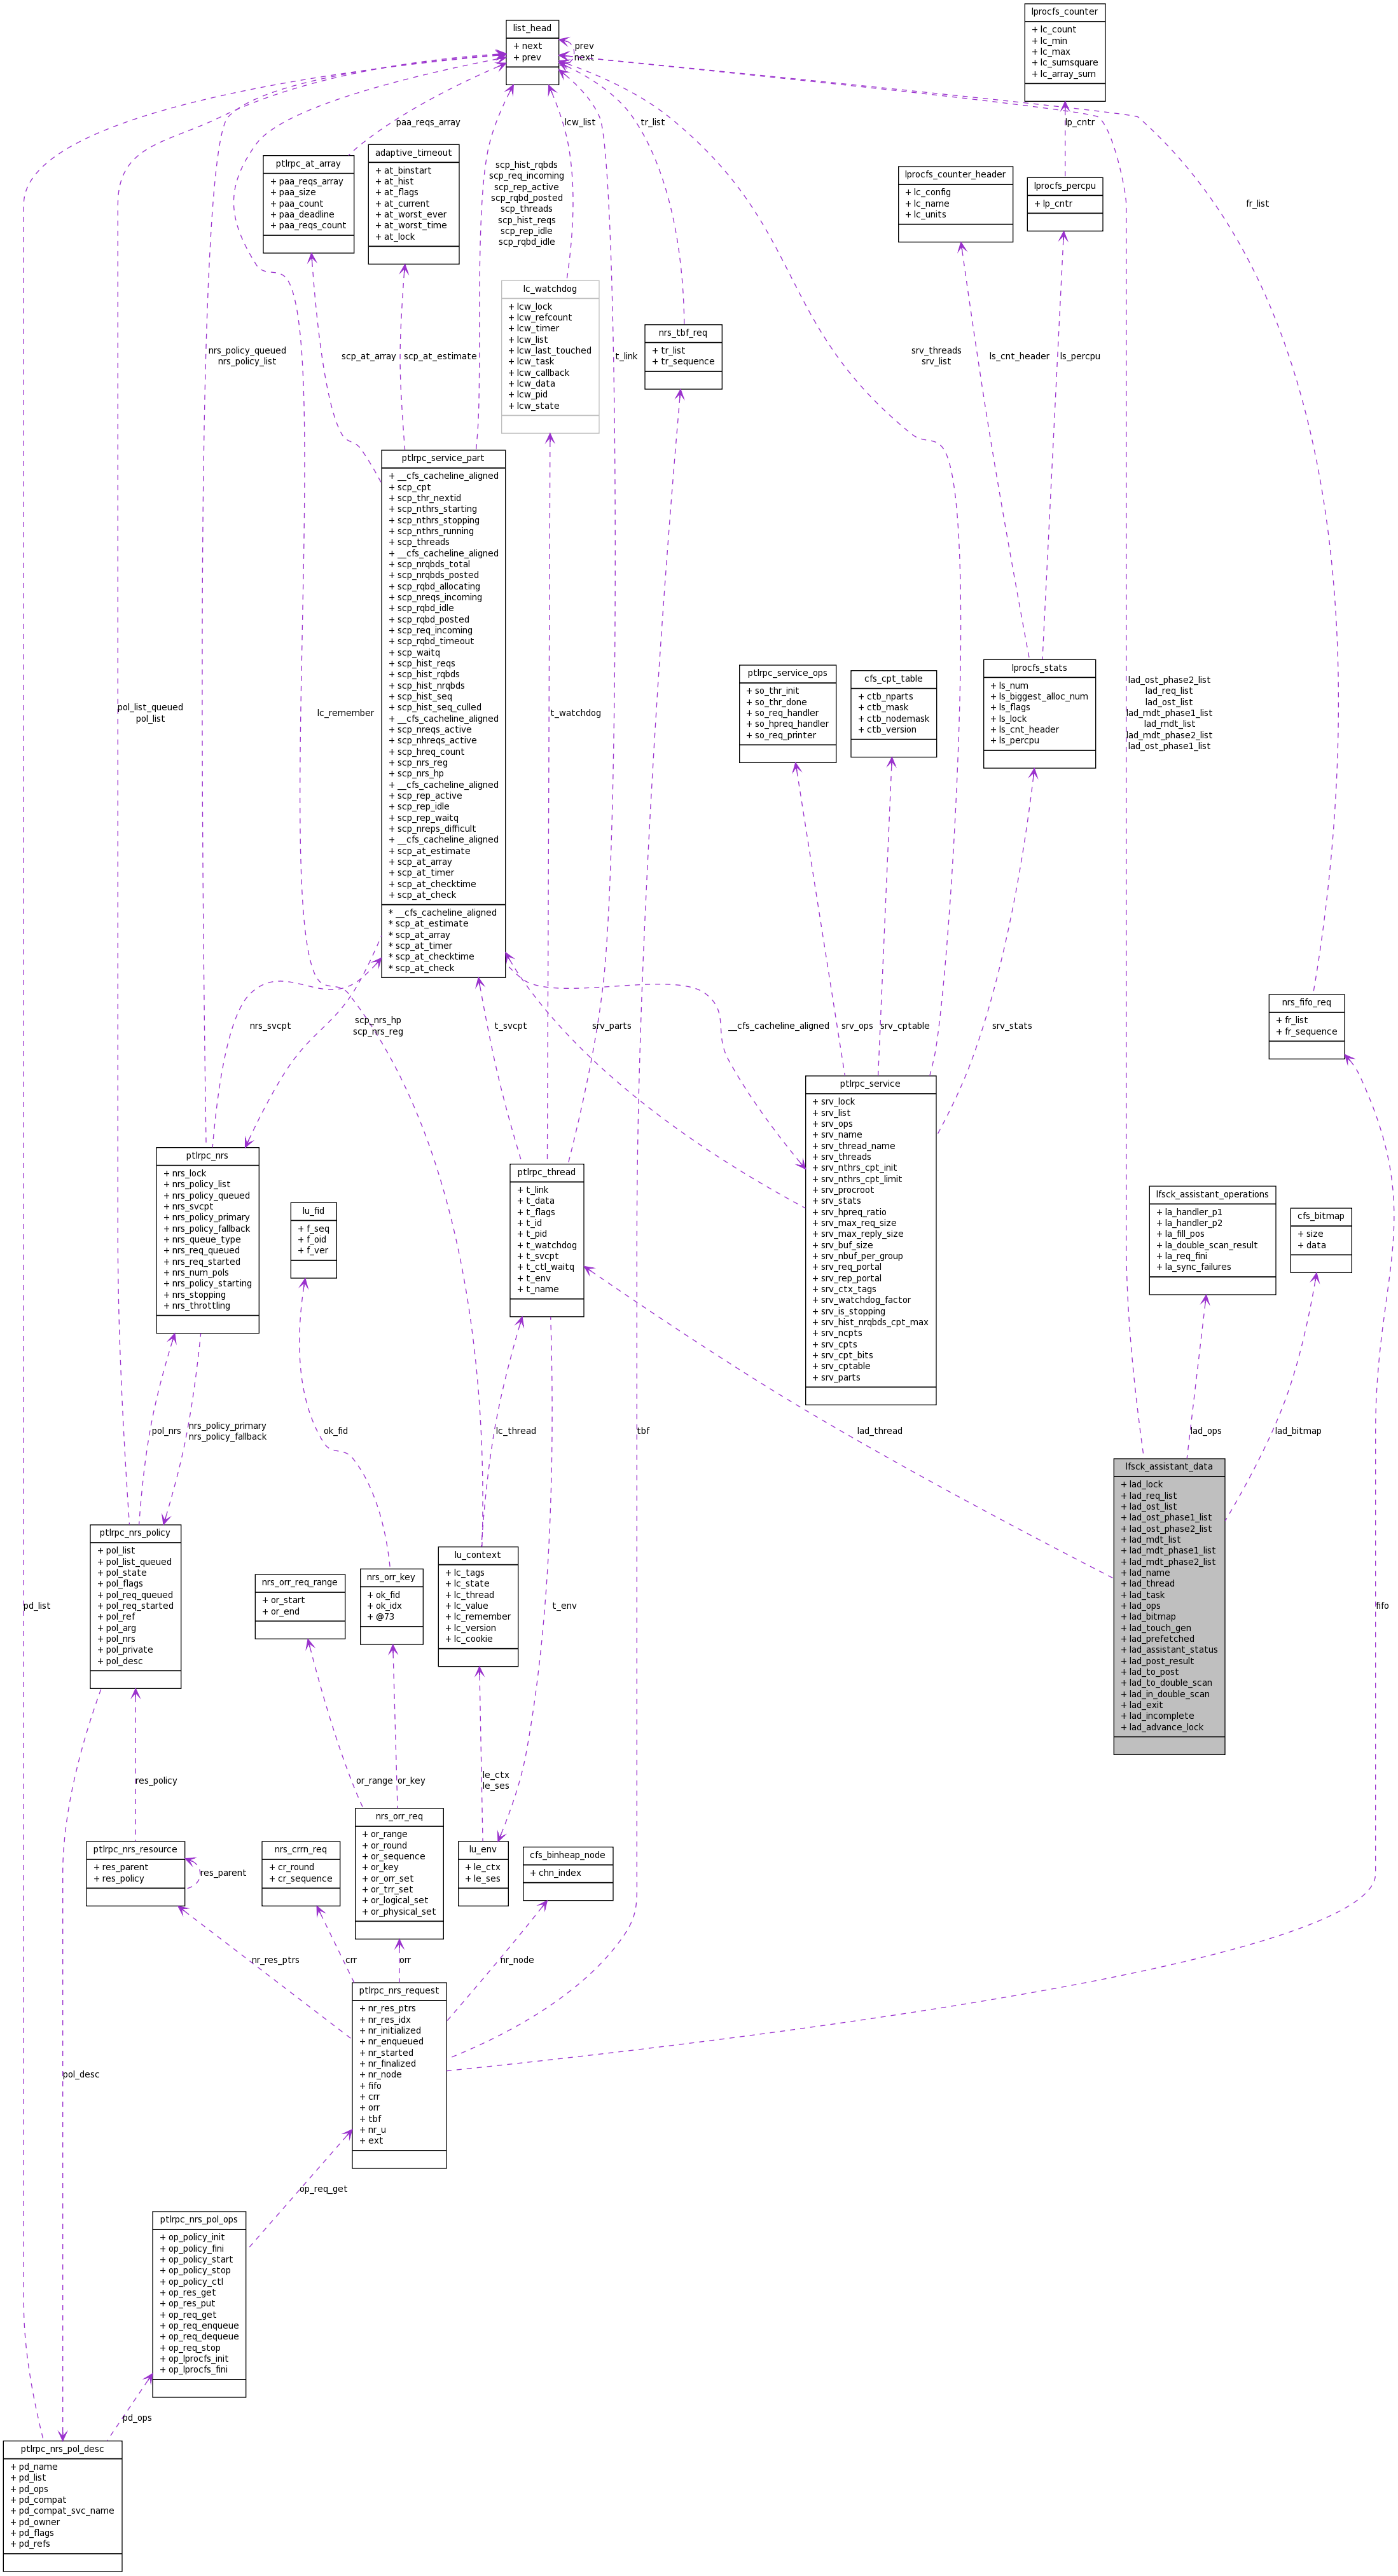 lprocfs_counter
+ lc_count
+ lc_min
+ lc_max
+ lc_sumsquare
+ lc_array_sum
list_head
+ next
+ prev
prev
next
paa_reqs_array
lcw_list
tr_list
lp_cntr
ptlrpc_at_array
+ paa_reqs_array
+ paa_size
+ paa_count
+ paa_deadline
+ paa_reqs_count
adaptive_timeout
+ at_binstart
+ at_hist
+ at_flags
+ at_current
+ at_worst_ever
+ at_worst_time
+ at_lock
scp_hist_rqbds
scp_req_incoming
scp_rep_active
scp_rqbd_posted
scp_threads
scp_hist_reqs
scp_rep_idle
scp_rqbd_idle
lprocfs_counter_header
+ lc_config
+ lc_name
+ lc_units
lprocfs_percpu
+ lp_cntr
fr_list
lc_watchdog
+ lcw_lock
+ lcw_refcount
+ lcw_timer
+ lcw_list
+ lcw_last_touched
+ lcw_task
+ lcw_callback
+ lcw_data
+ lcw_pid
+ lcw_state
nrs_tbf_req
+ tr_list
+ tr_sequence
nrs_policy_queued
nrs_policy_list
scp_at_array
scp_at_estimate
t_link
srv_threads
srv_list
ls_cnt_header
ls_percpu
ptlrpc_service_part
+ __cfs_cacheline_aligned
+ scp_cpt
+ scp_thr_nextid
+ scp_nthrs_starting
+ scp_nthrs_stopping
+ scp_nthrs_running
+ scp_threads
+ __cfs_cacheline_aligned
+ scp_nrqbds_total
+ scp_nrqbds_posted
+ scp_rqbd_allocating
+ scp_nreqs_incoming
+ scp_rqbd_idle
+ scp_rqbd_posted
+ scp_req_incoming
+ scp_rqbd_timeout
+ scp_waitq
+ scp_hist_reqs
+ scp_hist_rqbds
+ scp_hist_nrqbds
+ scp_hist_seq
+ scp_hist_seq_culled
+ __cfs_cacheline_aligned
+ scp_nreqs_active
+ scp_nhreqs_active
+ scp_hreq_count
+ scp_nrs_reg
+ scp_nrs_hp
+ __cfs_cacheline_aligned
+ scp_rep_active
+ scp_rep_idle
+ scp_rep_waitq
+ scp_nreps_difficult
+ __cfs_cacheline_aligned
+ scp_at_estimate
+ scp_at_array
+ scp_at_timer
+ scp_at_checktime
+ scp_at_check
* __cfs_cacheline_aligned
* scp_at_estimate
* scp_at_array
* scp_at_timer
* scp_at_checktime
* scp_at_check
pol_list_queued
pol_list
lc_remember
t_watchdog
ptlrpc_service_ops
+ so_thr_init
+ so_thr_done
+ so_req_handler
+ so_hpreq_handler
+ so_req_printer
cfs_cpt_table
+ ctb_nparts
+ ctb_mask
+ ctb_nodemask
+ ctb_version
lprocfs_stats
+ ls_num
+ ls_biggest_alloc_num
+ ls_flags
+ ls_lock
+ ls_cnt_header
+ ls_percpu
lad_ost_phase2_list
lad_req_list
lad_ost_list
lad_mdt_phase1_list
lad_mdt_list
lad_mdt_phase2_list
lad_ost_phase1_list
nrs_fifo_req
+ fr_list
+ fr_sequence
nrs_svcpt
scp_nrs_hp
scp_nrs_reg
t_svcpt
srv_parts
__cfs_cacheline_aligned
srv_ops
srv_cptable
srv_stats
ptlrpc_service
+ srv_lock
+ srv_list
+ srv_ops
+ srv_name
+ srv_thread_name
+ srv_threads
+ srv_nthrs_cpt_init
+ srv_nthrs_cpt_limit
+ srv_procroot
+ srv_stats
+ srv_hpreq_ratio
+ srv_max_req_size
+ srv_max_reply_size
+ srv_buf_size
+ srv_nbuf_per_group
+ srv_req_portal
+ srv_rep_portal
+ srv_ctx_tags
+ srv_watchdog_factor
+ srv_is_stopping
+ srv_hist_nrqbds_cpt_max
+ srv_ncpts
+ srv_cpts
+ srv_cpt_bits
+ srv_cptable
+ srv_parts
ptlrpc_nrs
+ nrs_lock
+ nrs_policy_list
+ nrs_policy_queued
+ nrs_svcpt
+ nrs_policy_primary
+ nrs_policy_fallback
+ nrs_queue_type
+ nrs_req_queued
+ nrs_req_started
+ nrs_num_pols
+ nrs_policy_starting
+ nrs_stopping
+ nrs_throttling
lu_fid
+ f_seq
+ f_oid
+ f_ver
ptlrpc_thread
+ t_link
+ t_data
+ t_flags
+ t_id
+ t_pid
+ t_watchdog
+ t_svcpt
+ t_ctl_waitq
+ t_env
+ t_name
lfsck_assistant_operations
+ la_handler_p1
+ la_handler_p2
+ la_fill_pos
+ la_double_scan_result
+ la_req_fini
+ la_sync_failures
cfs_bitmap
+ size
+ data
pol_nrs
nrs_policy_primary
nrs_policy_fallback
ok_fid
lc_thread
tbf
lad_thread
lad_ops
lad_bitmap
lfsck_assistant_data
+ lad_lock
+ lad_req_list
+ lad_ost_list
+ lad_ost_phase1_list
+ lad_ost_phase2_list
+ lad_mdt_list
+ lad_mdt_phase1_list
+ lad_mdt_phase2_list
+ lad_name
+ lad_thread
+ lad_task
+ lad_ops
+ lad_bitmap
+ lad_touch_gen
+ lad_prefetched
+ lad_assistant_status
+ lad_post_result
+ lad_to_post
+ lad_to_double_scan
+ lad_in_double_scan
+ lad_exit
+ lad_incomplete
+ lad_advance_lock
pd_list
ptlrpc_nrs_policy
+ pol_list
+ pol_list_queued
+ pol_state
+ pol_flags
+ pol_req_queued
+ pol_req_started
+ pol_ref
+ pol_arg
+ pol_nrs
+ pol_private
+ pol_desc
nrs_orr_req_range
+ or_start
+ or_end
nrs_orr_key
+ ok_fid
+ ok_idx
+ @73
lu_context
+ lc_tags
+ lc_state
+ lc_thread
+ lc_value
+ lc_remember
+ lc_version
+ lc_cookie
t_env
fifo
res_policy
or_range
or_key
le_ctx
le_ses
ptlrpc_nrs_resource
+ res_parent
+ res_policy
res_parent
nrs_crrn_req
+ cr_round
+ cr_sequence
nrs_orr_req
+ or_range
+ or_round
+ or_sequence
+ or_key
+ or_orr_set
+ or_trr_set
+ or_logical_set
+ or_physical_set
lu_env
+ le_ctx
+ le_ses
cfs_binheap_node
+ chn_index
nr_res_ptrs
crr
orr
nr_node
ptlrpc_nrs_request
+ nr_res_ptrs
+ nr_res_idx
+ nr_initialized
+ nr_enqueued
+ nr_started
+ nr_finalized
+ nr_node
+ fifo
+ crr
+ orr
+ tbf
+ nr_u
+ ext
pol_desc
op_req_get
ptlrpc_nrs_pol_ops
+ op_policy_init
+ op_policy_fini
+ op_policy_start
+ op_policy_stop
+ op_policy_ctl
+ op_res_get
+ op_res_put
+ op_req_get
+ op_req_enqueue
+ op_req_dequeue
+ op_req_stop
+ op_lprocfs_init
+ op_lprocfs_fini
pd_ops
ptlrpc_nrs_pol_desc
+ pd_name
+ pd_list
+ pd_ops
+ pd_compat
+ pd_compat_svc_name
+ pd_owner
+ pd_flags
+ pd_refs